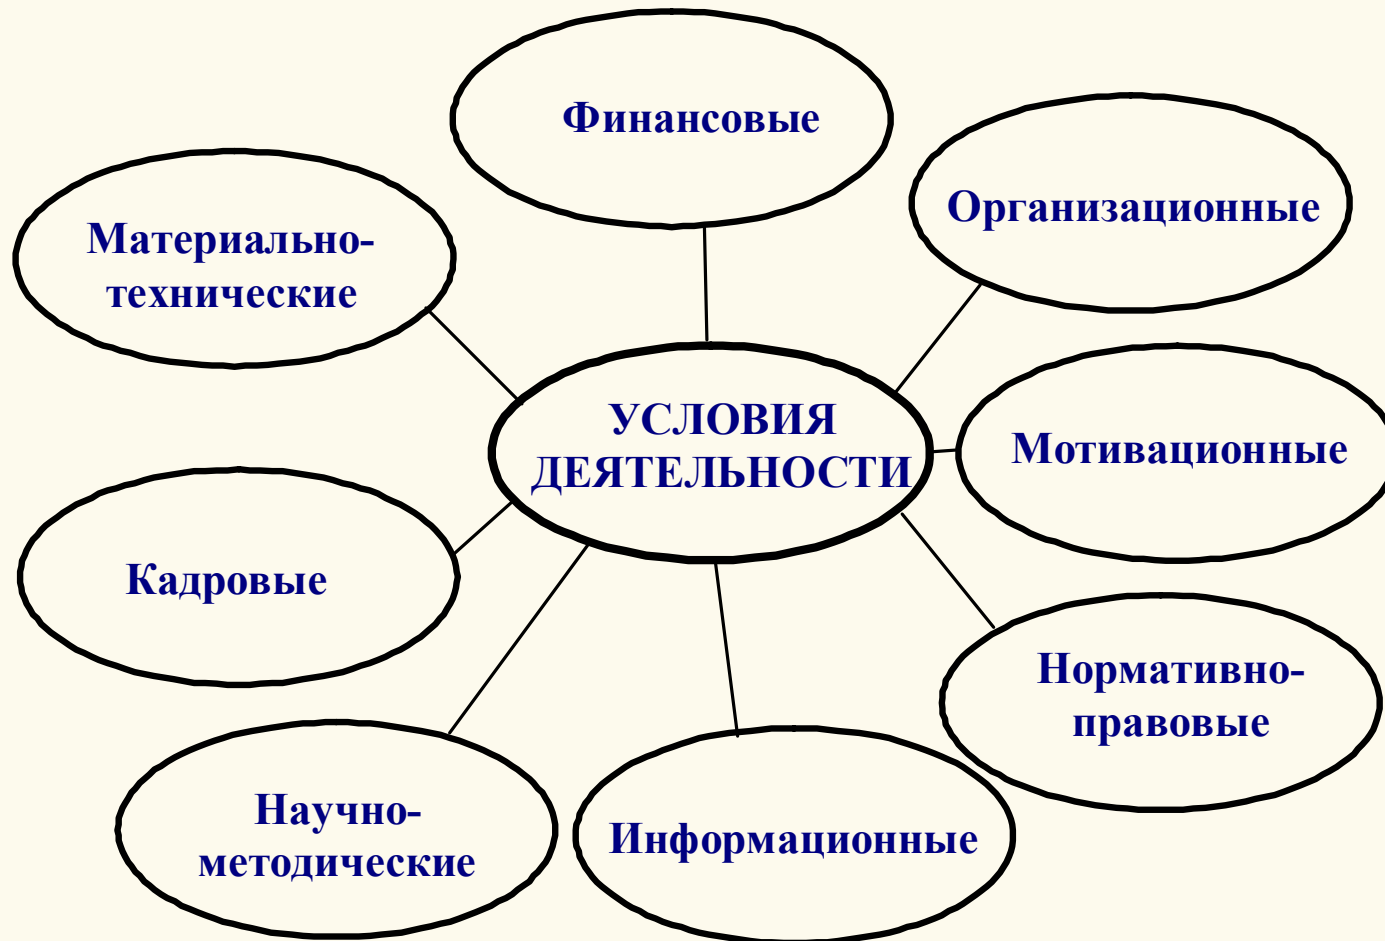 Финансовые
Организационные
Материально-
технические
УСЛОВИЯ
ДЕЯТЕЛЬНОСТИ
Мотивационные
Кадровые
Нормативно-
правовые
Научно-
методические
Информационные